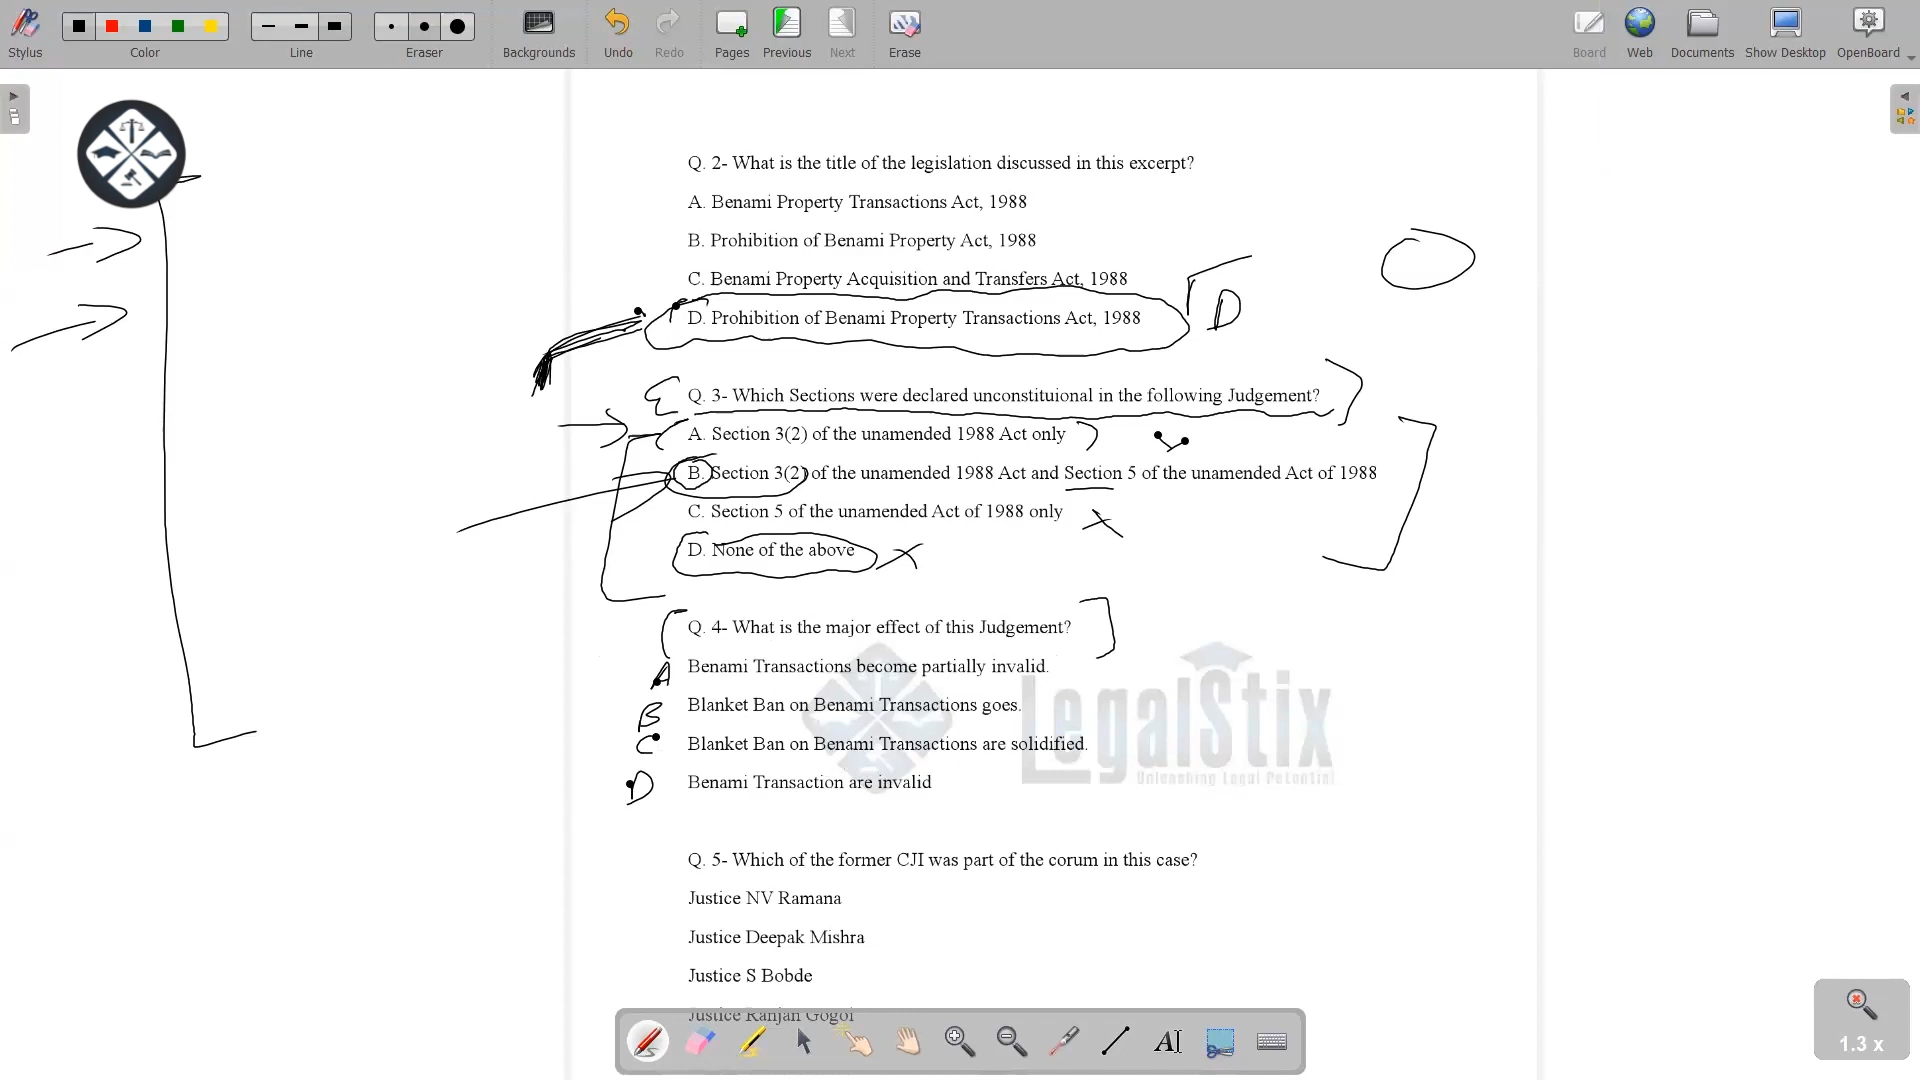 Stylus Color Line Eraser Backgrounds Undo Redo Pages Previous Next Erase Board Web Documents Show Desktop OpenBoard
Q. 2- What is the title of the legislation discussed in this excerpt?
A. Benami Property Transactions Act, 1988
B. Prohibition of Benami Property Act, 1988
C. Benami Property Acquisition and Transfers Act, 1988
D. Prohibition of Benami Property Transactions Act, 1988 D
Q. 3- Which Sections were declared unconstituional in the following Judgement?
A. Section 3(2) of the unamended 1988 Act only
B. Section 3(2) of the unamended 1988 Act and Section 5 of the unamended Act of 1988
C. Section 5 of the unamended Act of 1988 only
D. None of the above
Q. 4- What is the major effect of this Judgement?
A Benami Transactions become partially invalid.
B Blanket Ban on Benami Transactions goes.
C Blanket Ban on Benami Transactions are solidified.
D Benami Transaction are invalid
LegalStix
Unleashing Legal Potential
Q. 5- Which of the former CJI was part of the corum in this case?
Justice NV Ramana
Justice Deepak Mishra
Justice S Bobde
Justice Ranjan Gogoi
1.3 x